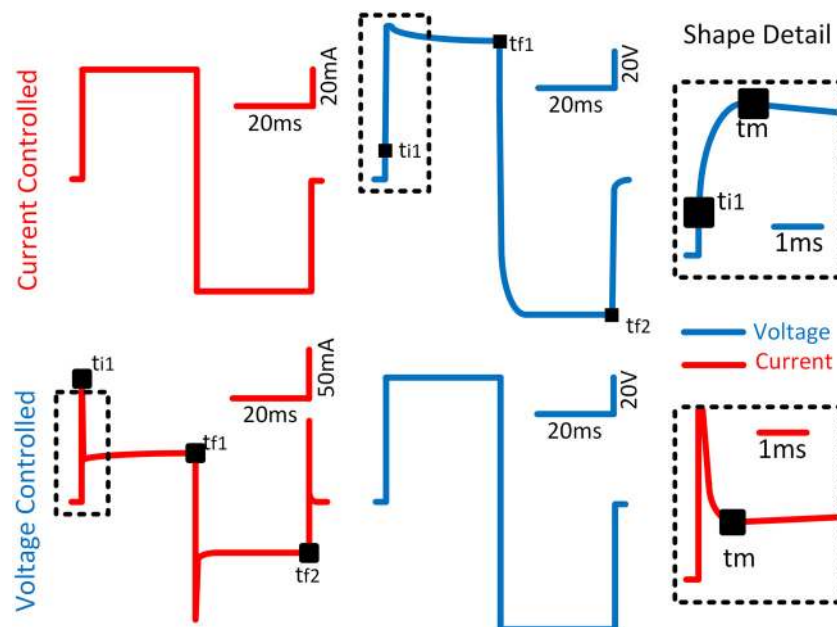 Current Controlled
20ms
20mA
ti1
tf1
20ms
20V
tf2
Shape Detail
tm
ti1
1ms
Voltage
Current
Voltage Controlled
ti1
tf1
20ms
50mA
tf2
20ms
20V
1ms
tm